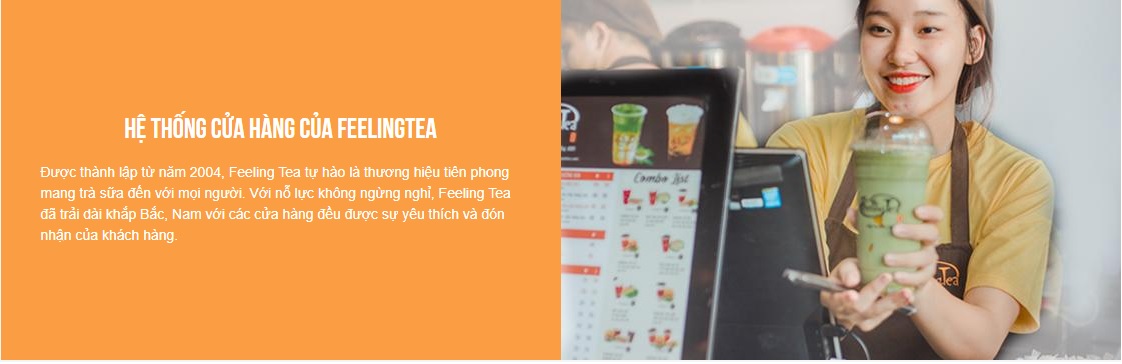 HỆ THỐNG CỬA HÀNG CỦA FEELINGTEA
Được thành lập từ năm 2004, Feeling Tea tự hào là thương hiệu tiên phong
mang trà sữa đến với mọi người. Với nỗ lực không ngừng nghỉ, Feeling Tea
đã trải dài khắp Bắc, Nam với các cửa hàng đều được sự yêu thích và đón
nhận của khách hàng.
Combo Hot